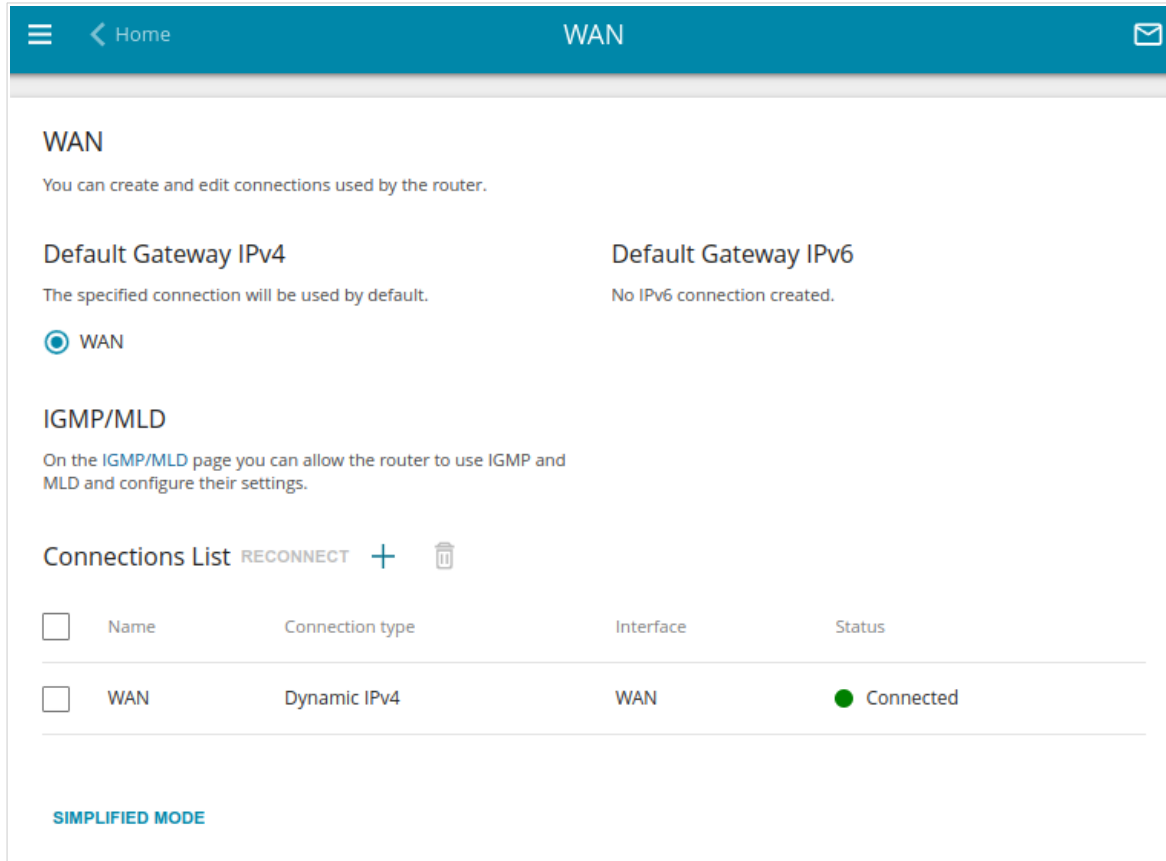 Home
WAN
WAN
You can create and edit connections used by the router.
Default Gateway IPv4
The specified connection will be used by default.
WAN
Default Gateway IPv6
No IPv6 connection created.
IGMP/MLD
On the IGMP/MLD page you can allow the router to use IGMP and
MLD and configure their settings.
Connections List RECONNECT
Name Connection type Interface Status
WAN Dynamic IPv4 WAN Connected
SIMPLIFIED MODE